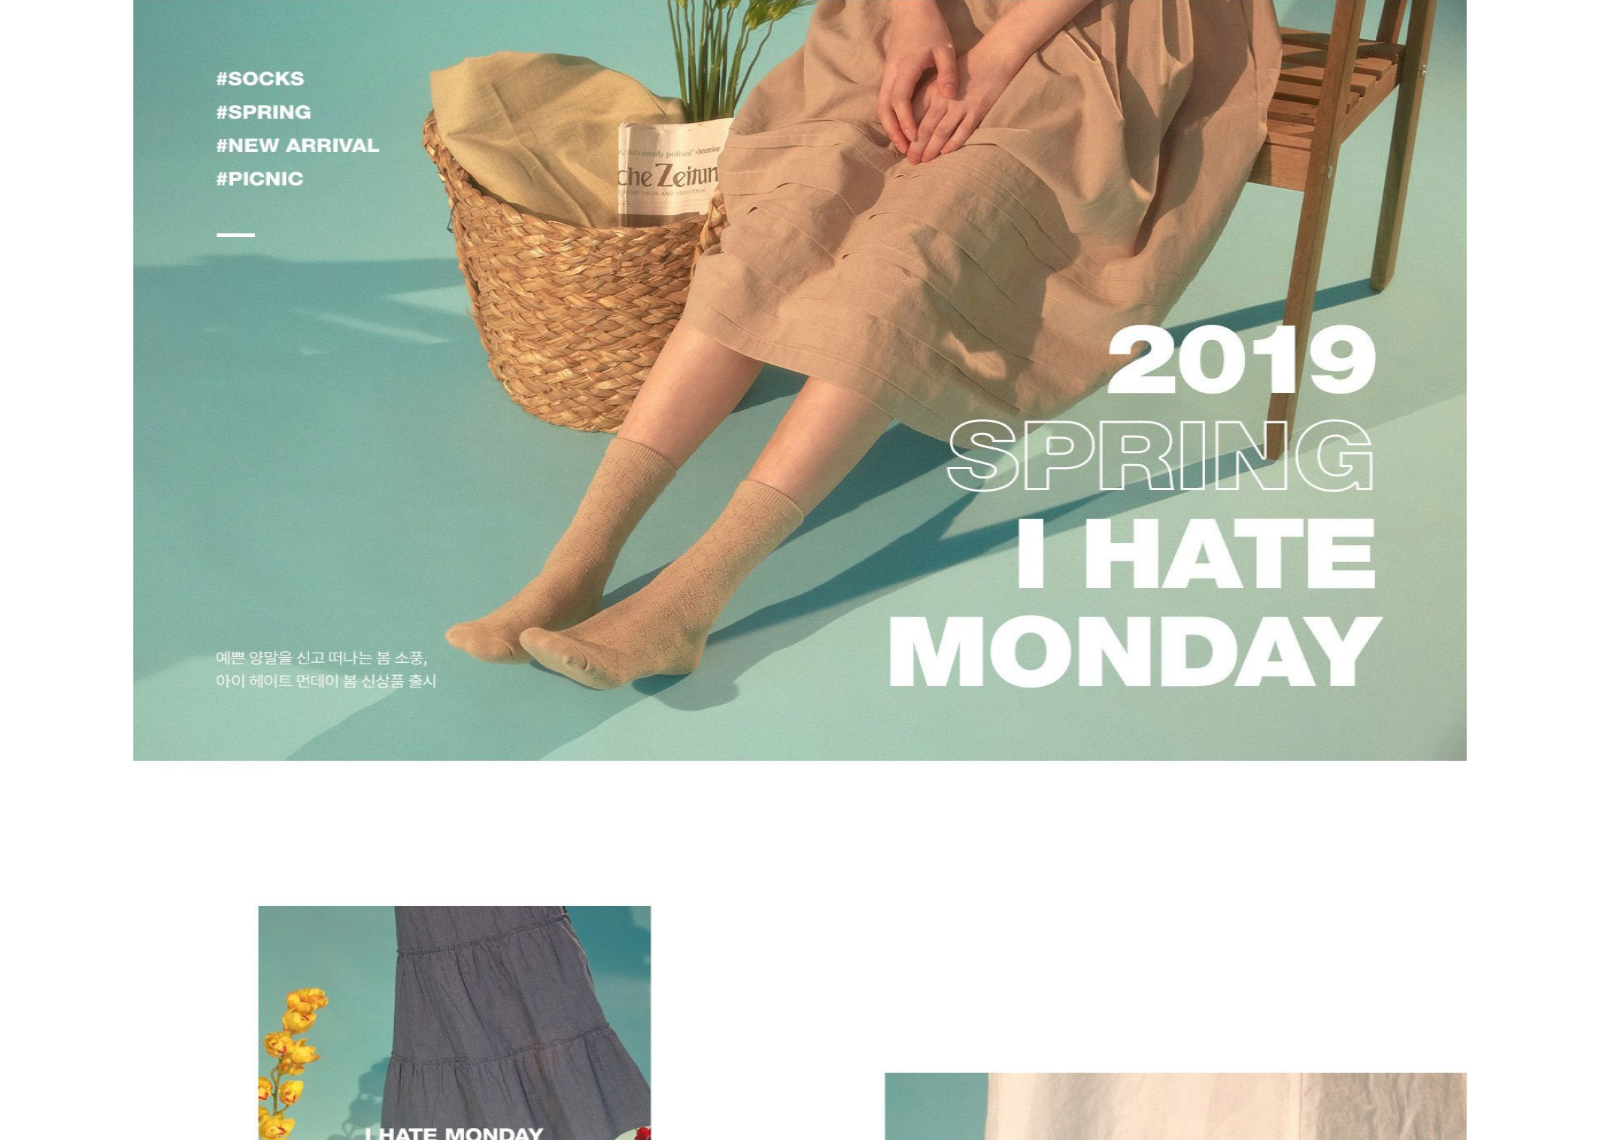 #SOCKS
#SPRING
#NEW ARRIVAL
#PICNIC
che Zeitun
2019
SPRING
I HATE
MONDAY
예쁜 양말을 신고 떠나는 봄 소풍,
아이 헤이트 먼데이 봄 신상품 출시
I HATE MONDAY